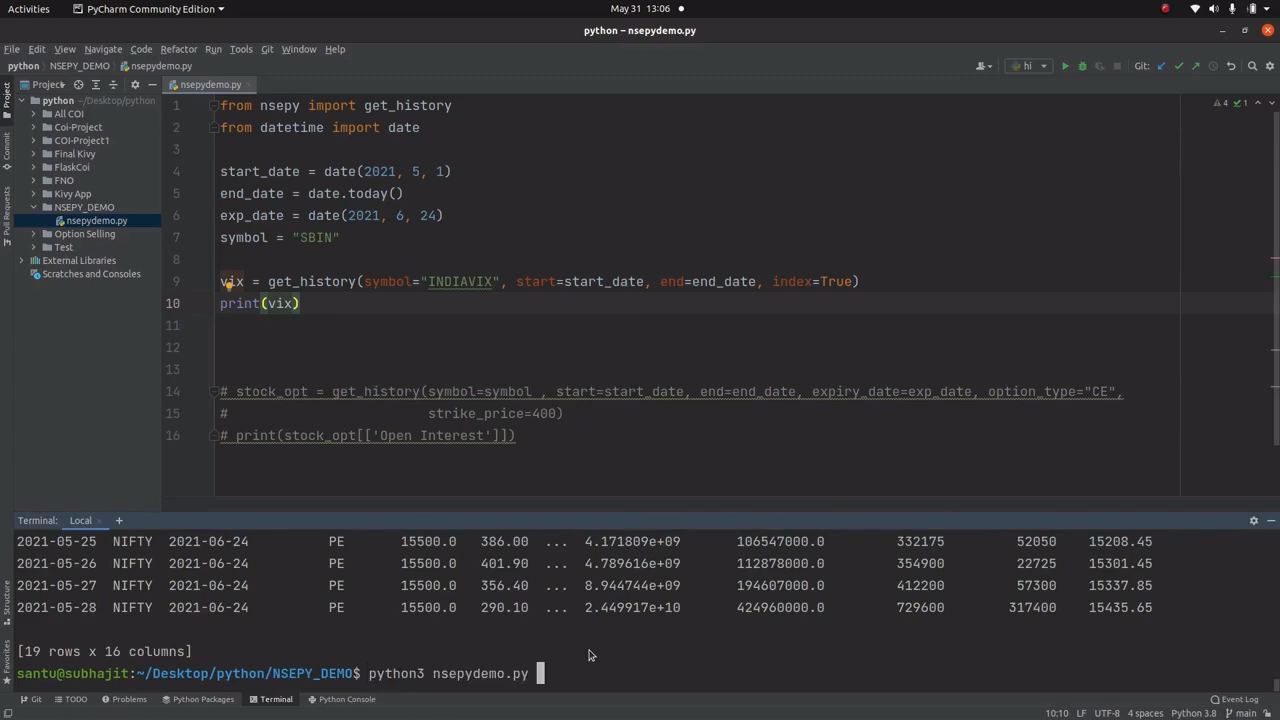 Activities PyCharm Community Edition May 31 13:06
python – nsepydemo.py
File Edit View Navigate Code Refactor Run Tools Git Window Help
python NSEPY_DEMO nsepydemo.py hi Git:
Project nsepydemo.py
python ~/Desktop/python
All COI
Coi-Project
COI-Project1
Final Kivy
FlaskCoi
FNO
Kivy App
NSEPY_DEMO
nsepydemo.py
Option Selling
Test
External Libraries
Scratches and Consoles
Project
Commit
Pull Requests
Structure
Favorites
4 1
1 from nsepy import get_history
2 from datetime import date
3
4 start_date = date(2021, 5, 1)
5 end_date = date.today()
6 exp_date = date(2021, 6, 24)
7 symbol = "SBIN"
8
9 vix = get_history(symbol="INDIAVIX", start=start_date, end=end_date, index=True)
10 print(vix)
11
12
13
14 # stock_opt = get_history(symbol=symbol , start=start_date, end=end_date, expiry_date=exp_date, option_type="CE",
15 # strike_price=400)
16 # print(stock_opt[['Open Interest']])
Terminal: Local
2021-05-25 NIFTY 2021-06-24 PE 15500.0 386.00 ... 4.171809e+09 106547000.0 332175 52050 15208.45
2021-05-26 NIFTY 2021-06-24 PE 15500.0 401.90 ... 4.789616e+09 112878000.0 354900 22725 15301.45
2021-05-27 NIFTY 2021-06-24 PE 15500.0 356.40 ... 8.944744e+09 194607000.0 412200 57300 15337.85
2021-05-28 NIFTY 2021-06-24 PE 15500.0 290.10 ... 2.449917e+10 424960000.0 729600 317400 15435.65
[19 rows x 16 columns]
santu@subhajit:~/Desktop/python/NSEPY_DEMO$ python3 nsepydemo.py
Git TODO Problems Python Packages Terminal Python Console Event Log
10:10 LF UTF-8 4 spaces Python 3.8 main